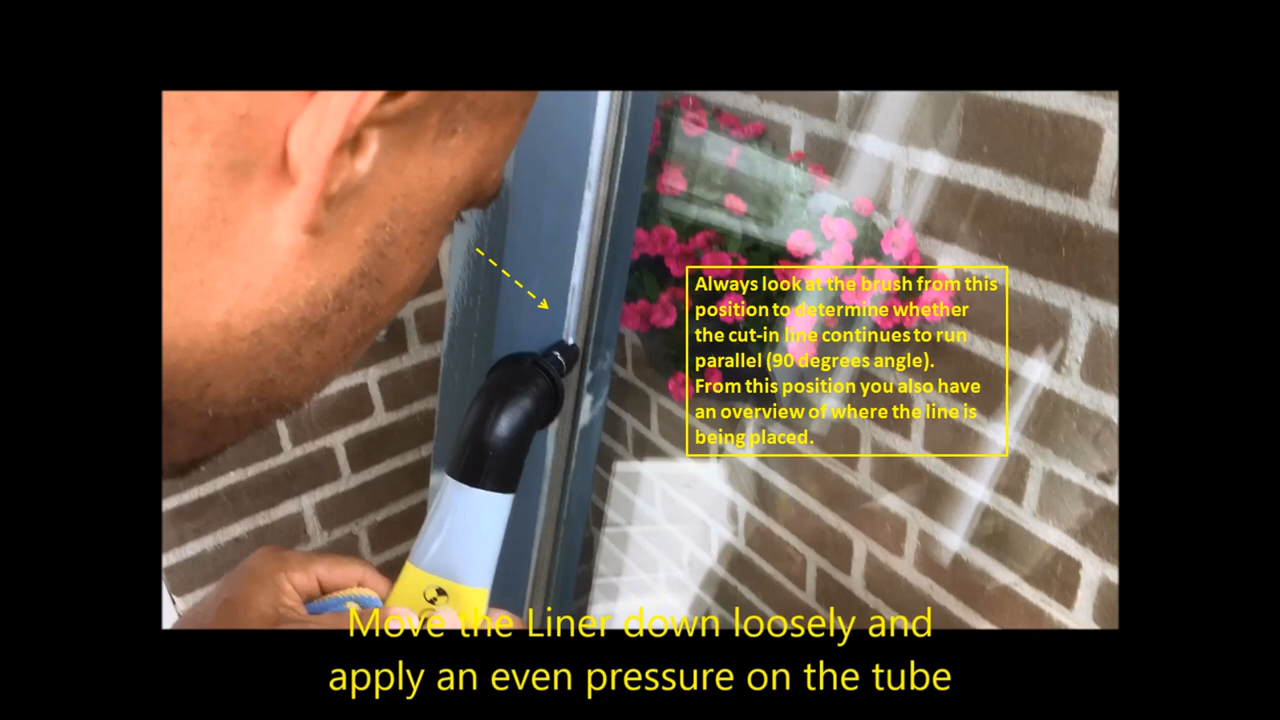 Always look at the brush from this
position to determine whether
the cut-in line continues to run
parallel (90 degrees angle).
From this position you also have
an overview of where the line is
being placed.
Move the Liner down loosely and
apply an even pressure on the tube